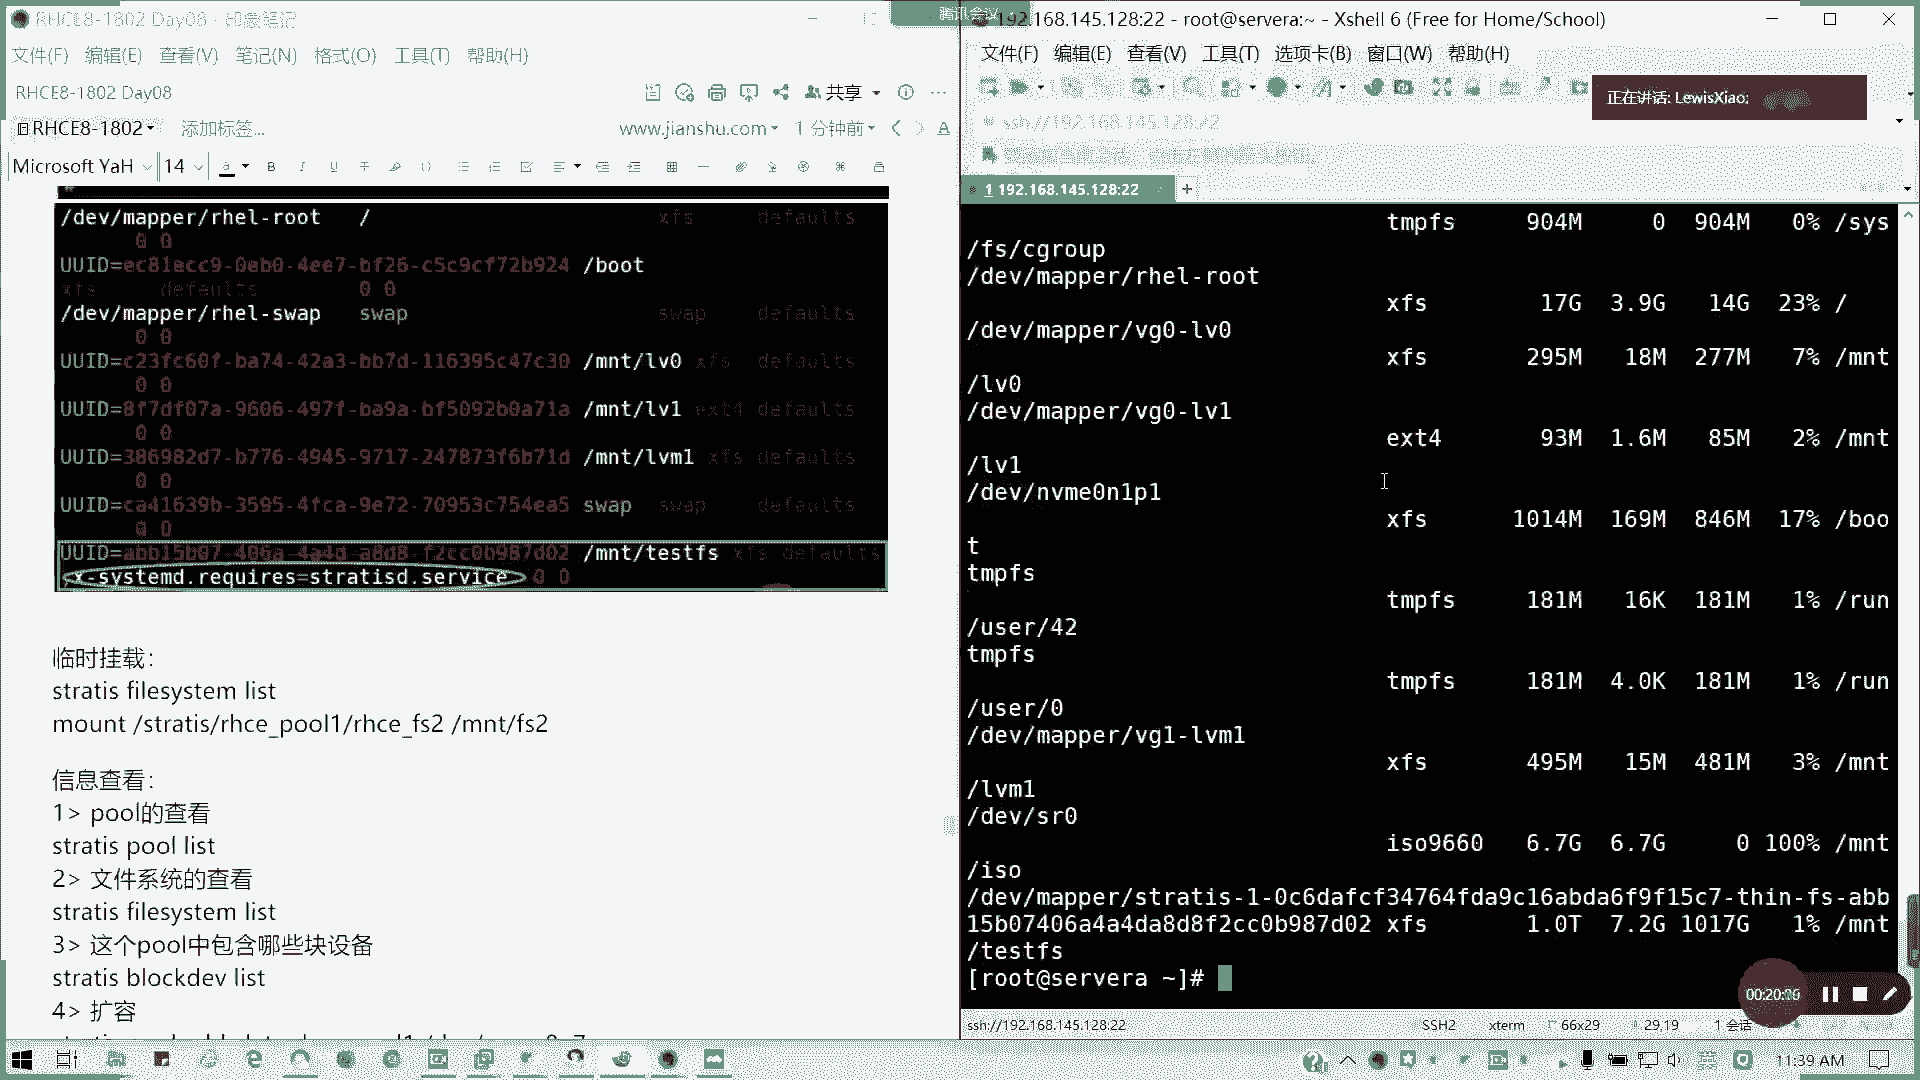 RHCE8-1802 Day08 - 印象笔记
文件(F) 编辑(E) 查看(V) 笔记(N) 格式(O) 工具(T) 帮助(H)
RHCE8-1802 Day08
共享
RHCE8-1802
添加标签...
www.jianshu.com
1 分钟前
Microsoft YaH 14
/dev/mapper/rhel-root / xfs defaults
0 0
UUID=ec81ecc9-0eb0-4ee7-bf26-c5c9cf72b924 /boot
xfs defaults 0 0
/dev/mapper/rhel-swap swap swap defaults
0 0
UUID=c23fc60f-ba74-42a3-bb7d-116395c47c30 /mnt/lv0 xfs defaults
0 0
UUID=8f7df07a-9606-497f-ba9a-bf5092b0a71a /mnt/lv1 ext4 defaults
0 0
UUID=386982d7-b776-4945-9717-247873f6b71d /mnt/lvm1 xfs defaults
0 0
UUID=ca41639b-3595-4fca-9e72-70953c754ea5 swap swap defaults
0 0
UUID=abb15b07-406a-4a4d-a8d8-f2cc0b987d02 /mnt/testfs xfs defaults
,x-systemd.requires=stratisd.service 0 0
临时挂载：
stratis filesystem list
mount /stratis/rhce_pool1/rhce_fs2 /mnt/fs2
信息查看：
1> pool的查看
stratis pool list
2> 文件系统的查看
stratis filesystem list
3> 这个pool中包含哪些块设备
stratis blockdev list
4> 扩容
腾讯会议
192.168.145.128:22 - root@servera:~ - Xshell 6 (Free for Home/School)
文件(F) 编辑(E) 查看(V) 工具(T) 选项卡(B) 窗口(W) 帮助(H)
正在讲话: LewisXiao;
ssh://192.168.145.128:22
1 192.168.145.128:22
tmpfs 904M 0 904M 0% /sys
/fs/cgroup
/dev/mapper/rhel-root
xfs 17G 3.9G 14G 23% /
/dev/mapper/vg0-lv0
xfs 295M 18M 277M 7% /mnt
/lv0
/dev/mapper/vg0-lv1
ext4 93M 1.6M 85M 2% /mnt
/lv1
/dev/nvme0n1p1
xfs 1014M 169M 846M 17% /boo
t
tmpfs
tmpfs 181M 16K 181M 1% /run
/user/42
tmpfs
tmpfs 181M 4.0K 181M 1% /run
/user/0
/dev/mapper/vg1-lvm1
xfs 495M 15M 481M 3% /mnt
/lvm1
/dev/sr0
iso9660 6.7G 6.7G 0 100% /mnt
/iso
/dev/mapper/stratis-1-0c6dafcf34764fda9c16abda6f9f15c7-thin-fs-abb
15b07406a4a4da8d8f2cc0b987d02 xfs 1.0T 7.2G 1017G 1% /mnt
/testfs
[root@servera ~]#
ssh://192.168.145.128:22 SSH2 xterm 66x29 29,19 1 会话
英
11:39 AM